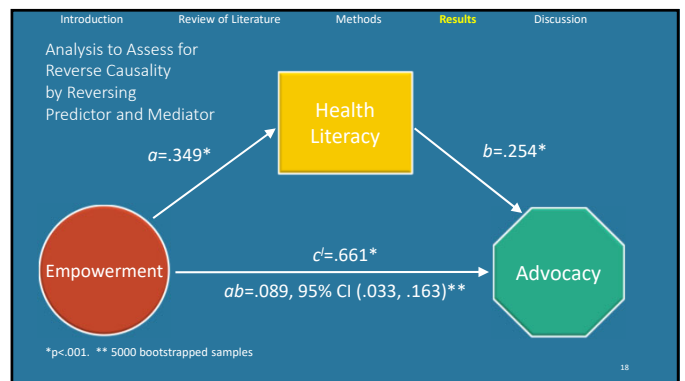 Introduction Review of Literature Methods Results Discussion
Analysis to Assess for
Reverse Causality
by Reversing
Predictor and Mediator
Health
Literacy
a=.349*
b=.254*
c^I=.661*
Empowerment
Advocacy
ab=.089, 95% CI (.033, .163)**
*p<.001. ** 5000 bootstrapped samples
18